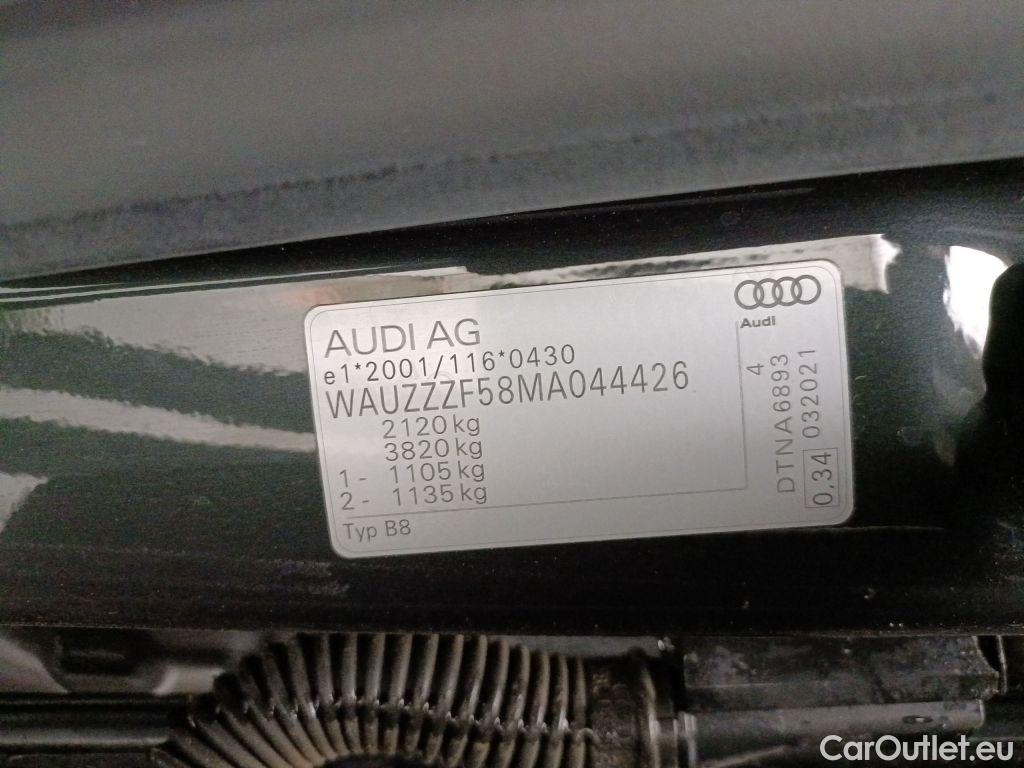 AUDI AG
e1*2001/116*0430
WAUZZZF58MA044426
2120 kg
3820 kg
1 - 1105 kg
2 - 1135 kg
Typ B8
Audi
4
DTNA6893
0,34 032021
CarOutlet.eu